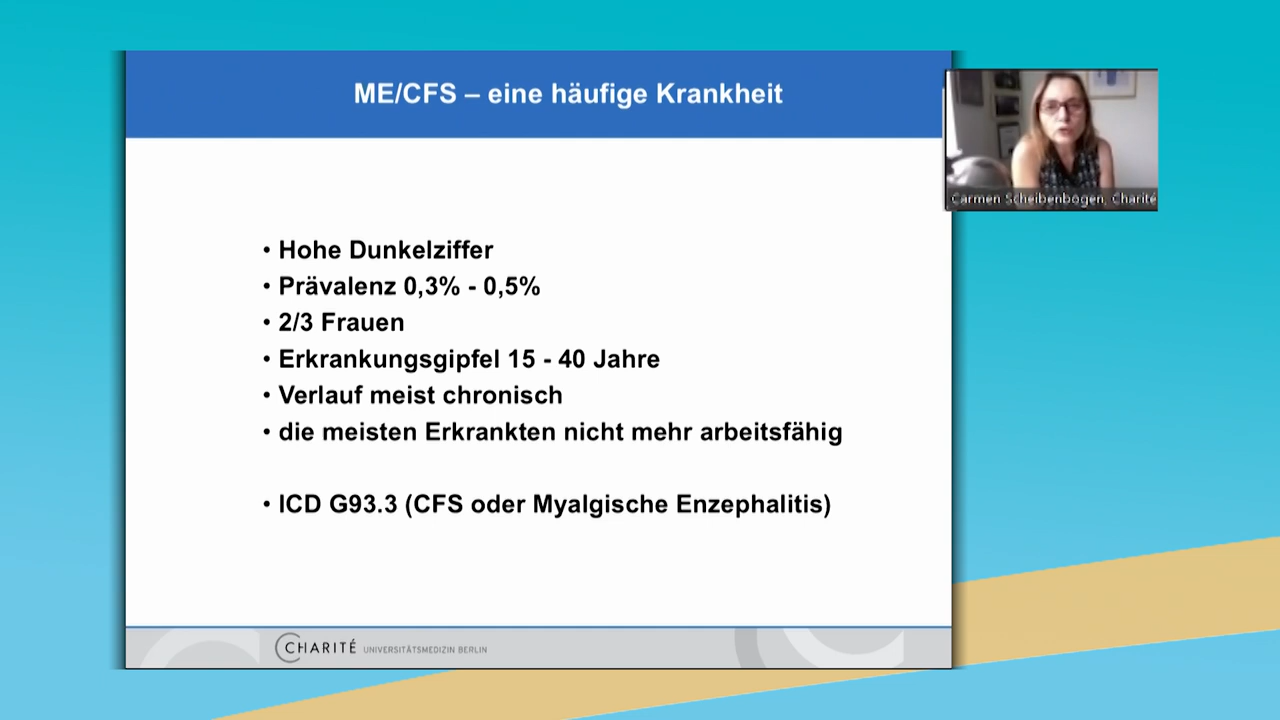 ME/CFS – eine häufige Krankheit
Carmen Scheibenbogen, Charité
• Hohe Dunkelziffer
• Prävalenz 0,3% - 0,5%
• 2/3 Frauen
• Erkrankungsgipfel 15 - 40 Jahre
• Verlauf meist chronisch
• die meisten Erkrankten nicht mehr arbeitsfähig
• ICD G93.3 (CFS oder Myalgische Enzephalitis)
CHARITÉ UNIVERSITÄTSMEDIZIN BERLIN